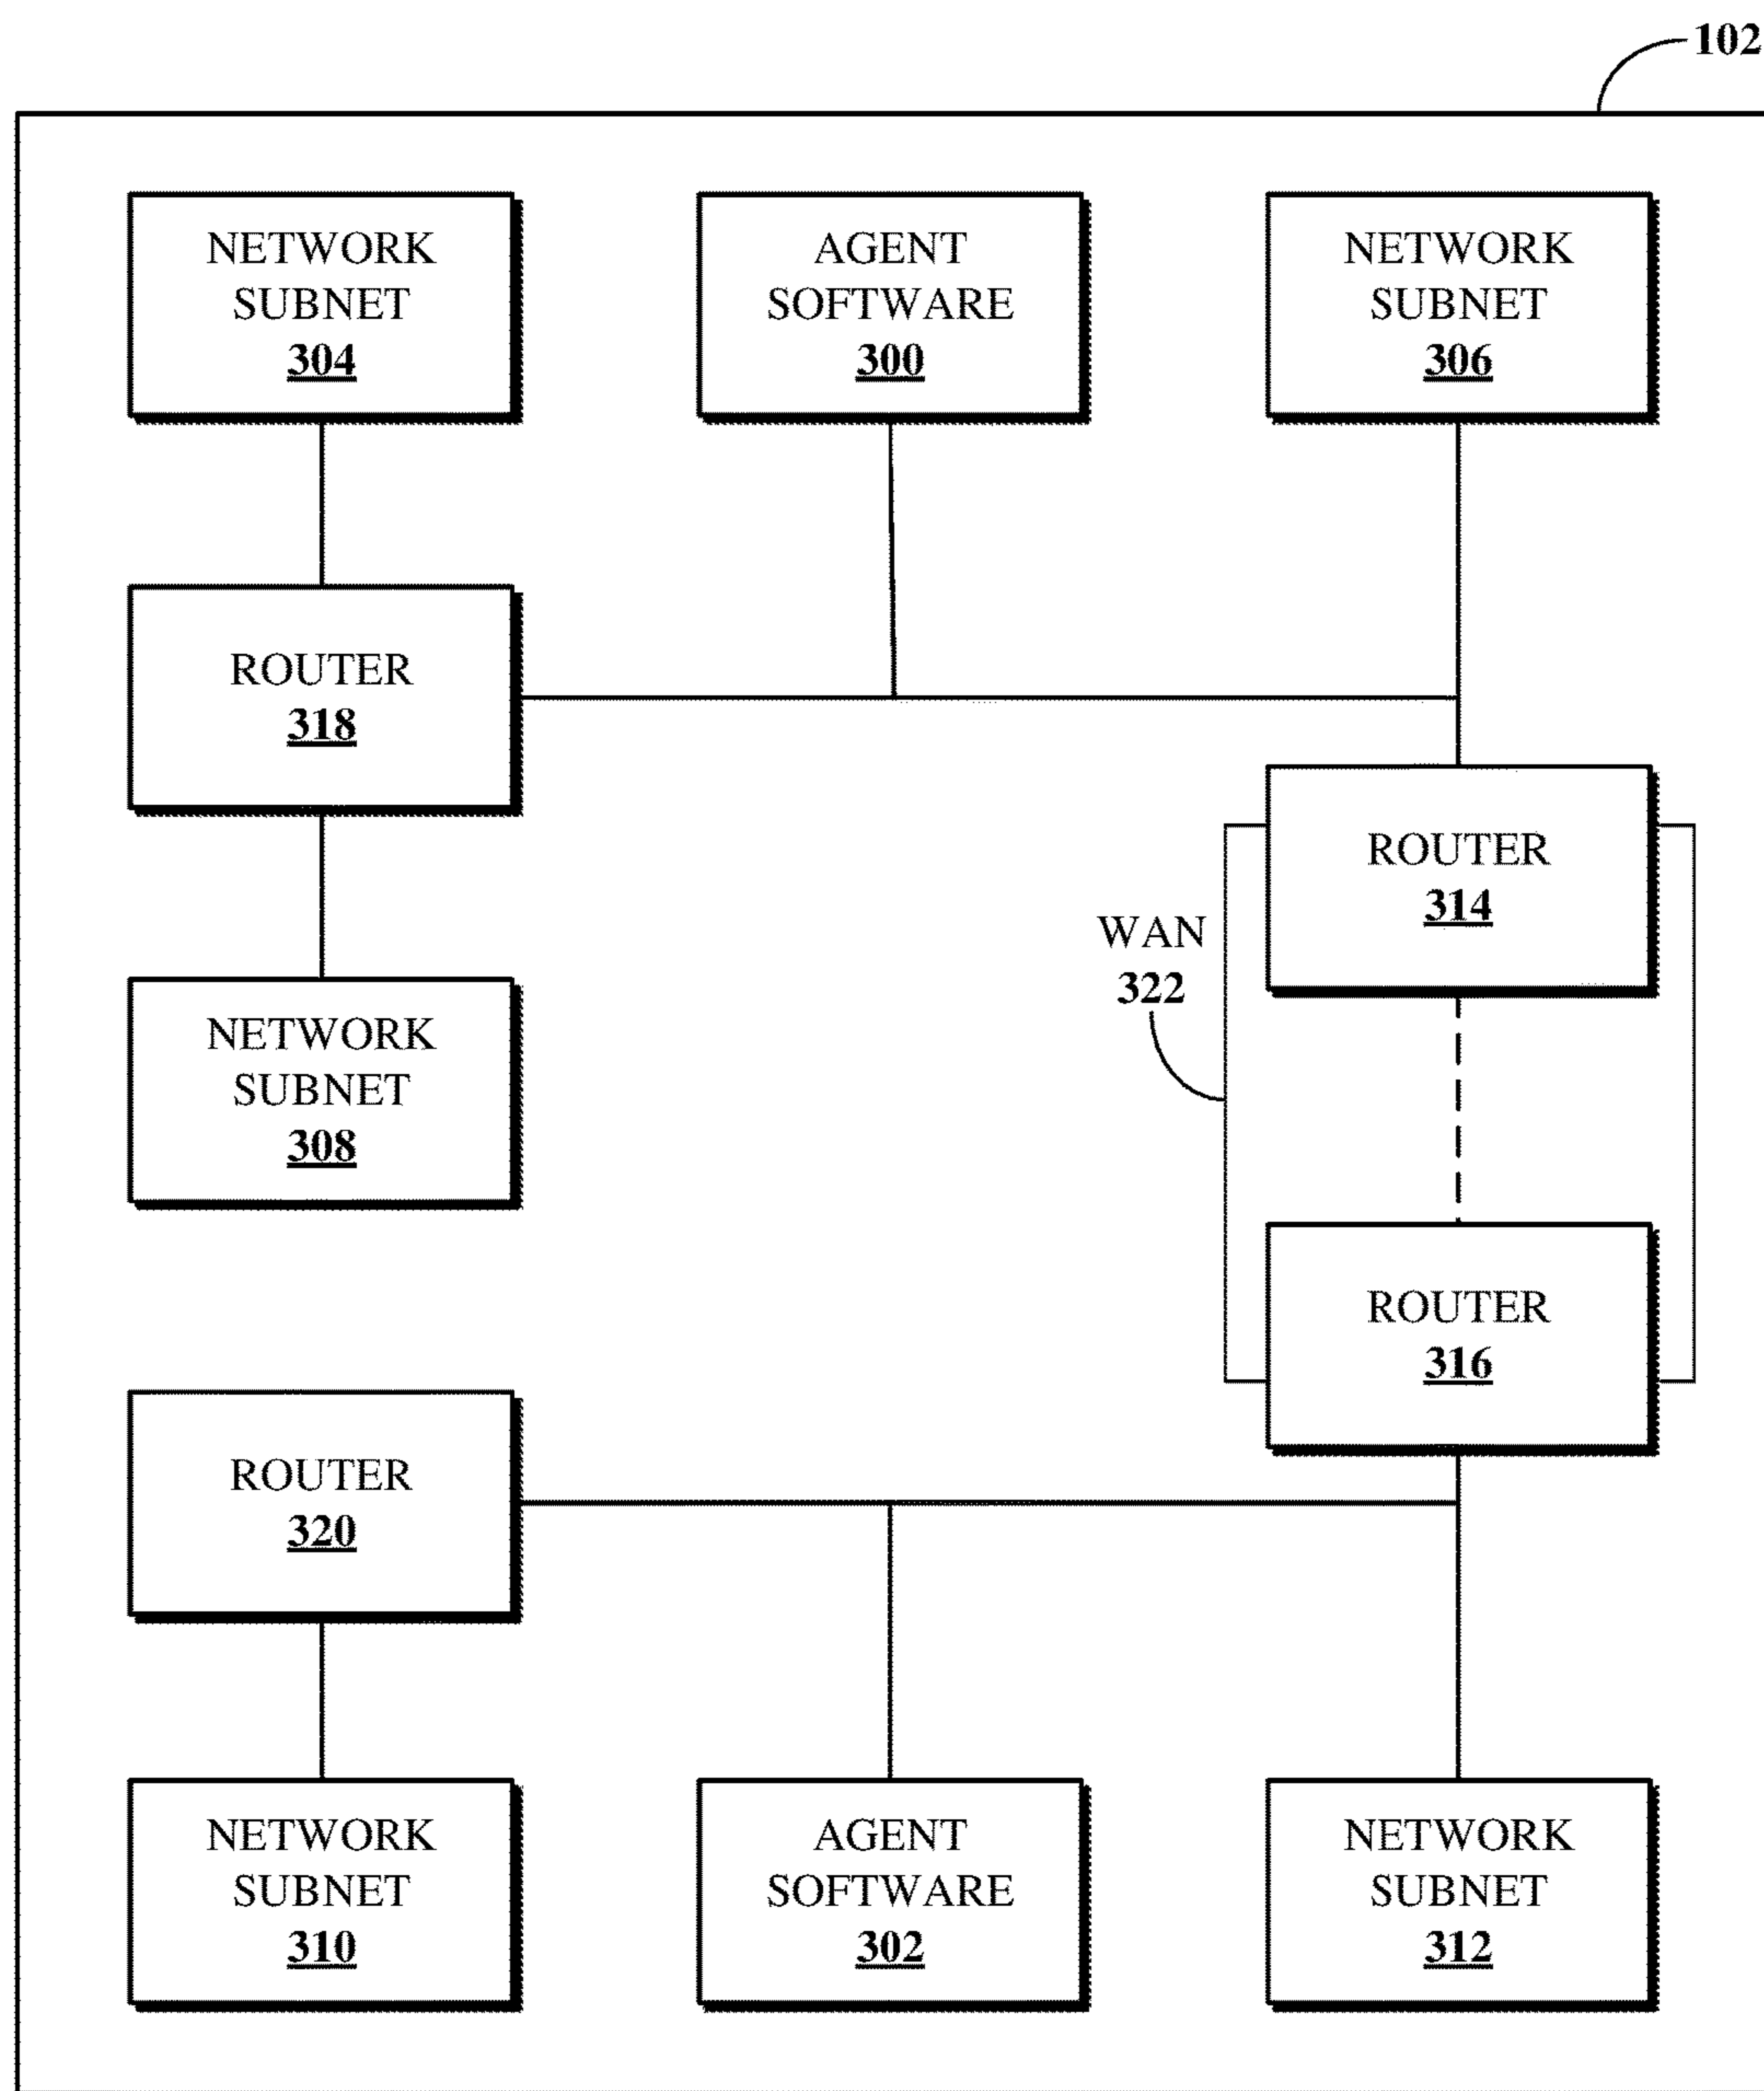 102
NETWORK
SUBNET
304
AGENT
SOFTWARE
300
NETWORK
SUBNET
306
ROUTER
318
ROUTER
314
WAN
322
NETWORK
SUBNET
308
ROUTER
316
ROUTER
320
NETWORK
SUBNET
310
AGENT
SOFTWARE
302
NETWORK
SUBNET
312